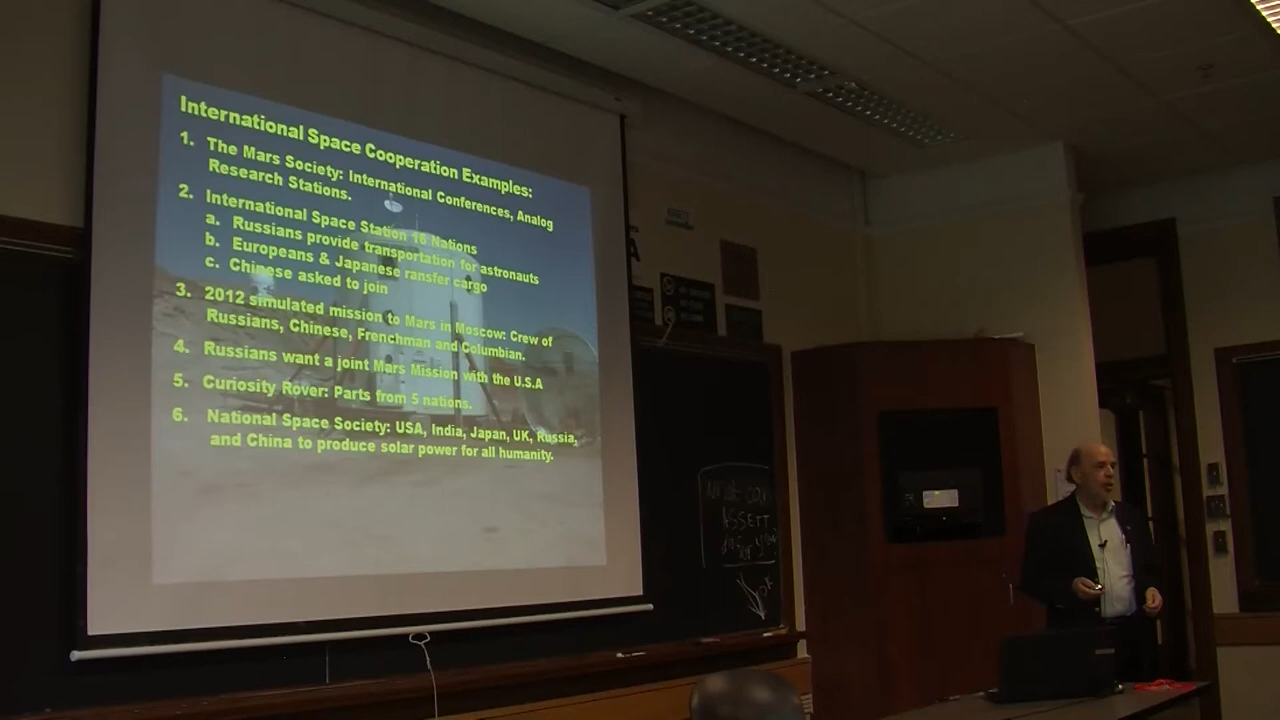 International Space Cooperation Examples:
1. The Mars Society: International Conferences, Analog
Research Stations.
2. International Space Station 16 Nations
a. Russians provide transportation for astronauts
b. Europeans & Japanese ransfer cargo
c. Chinese asked to join
3. 2012 simulated mission to Mars in Moscow: Crew of
Russians, Chinese, Frenchman and Columbian.
4. Russians want a joint Mars Mission with the U.S.A
5. Curiosity Rover: Parts from 5 nations.
6. National Space Society: USA, India, Japan, UK, Russia,
and China to produce solar power for all humanity.
ASSETT